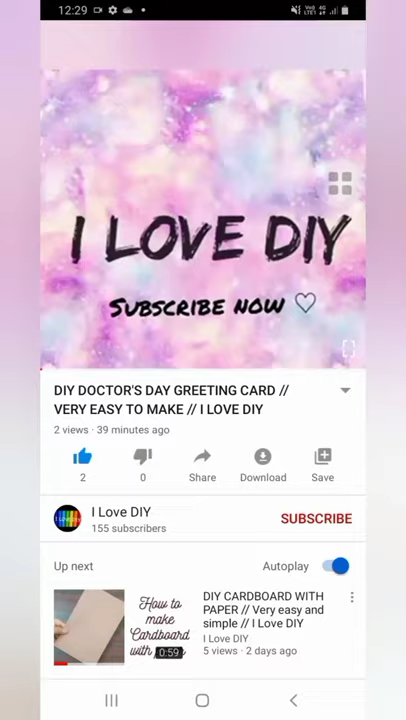 12:29
I LOVE DIY
SUBSCRIBE NOW ♡
DIY DOCTOR'S DAY GREETING CARD //
VERY EASY TO MAKE // I LOVE DIY
2 views · 39 minutes ago
2
0
Share
Download
Save
I Love DIY
155 subscribers
SUBSCRIBE
Up next
Autoplay
How to
make
Cardboard
with
0:59
DIY CARDBOARD WITH
PAPER // Very easy and
simple // I Love DIY
I Love DIY
5 views · 2 days ago